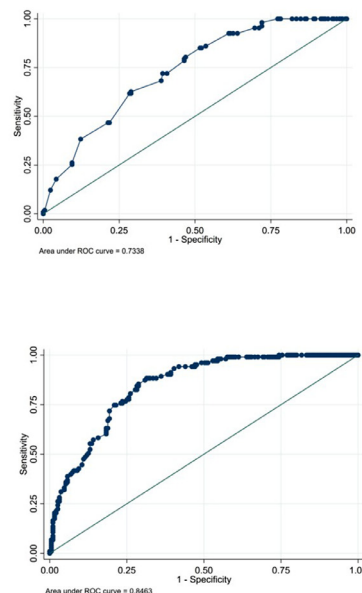 1.00
0.75
0.50
0.25
0.00
Sensitivity
0.00 0.25 0.50 0.75 1.00
1 - Specificity
Area under ROC curve = 0.7338
1.00
0.75
0.50
0.25
0.00
Sensitivity
0.00 0.25 0.50 0.75 1.0
1 - Specificity
Area under ROC curve = 0.8463